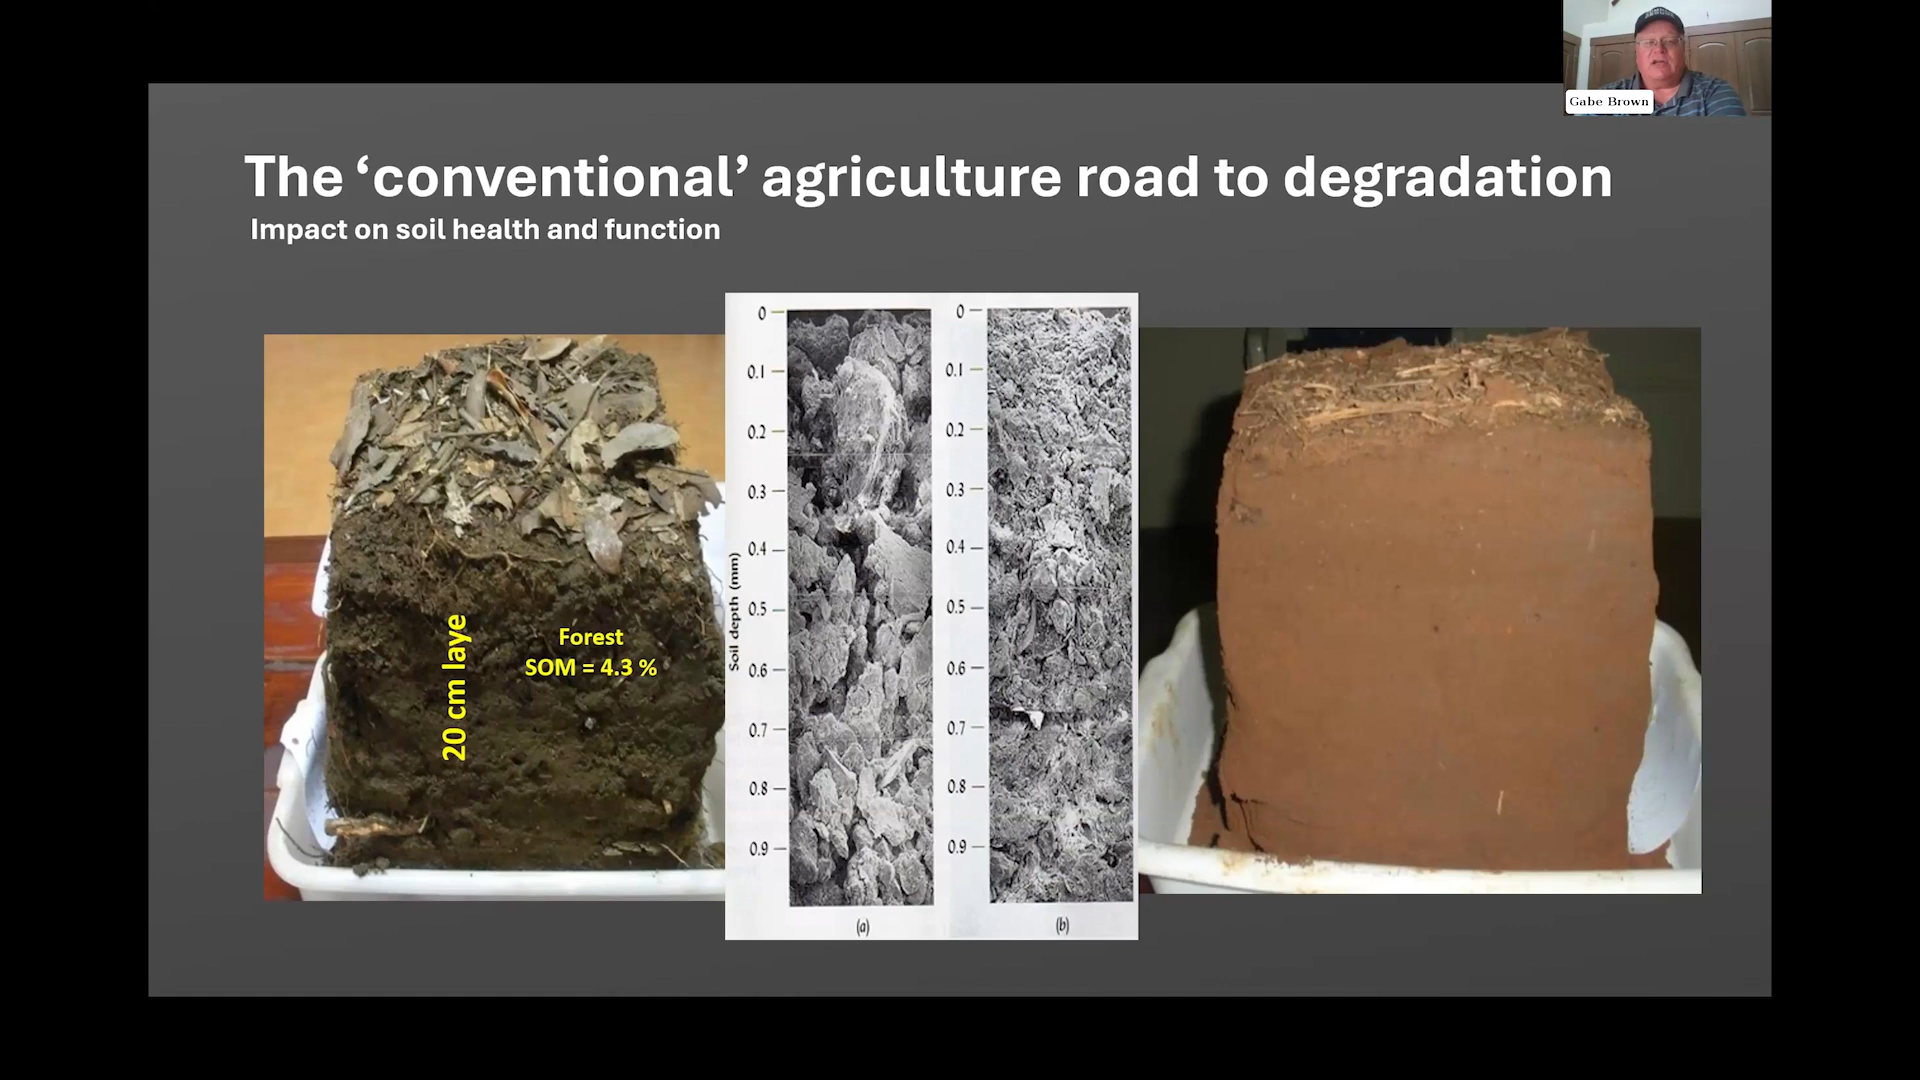 Gabe Brown
The ‘conventional’ agriculture road to degradation
Impact on soil health and function
20 cm laye
Forest
SOM = 4.3 %
Soil depth (mm)
0
0.1
0.2
0.3
0.4
0.5
0.6
0.7
0.8
0.9
(a)
0
0.1
0.2
0.3
0.4
0.5
0.6
0.7
0.8
0.9
(b)